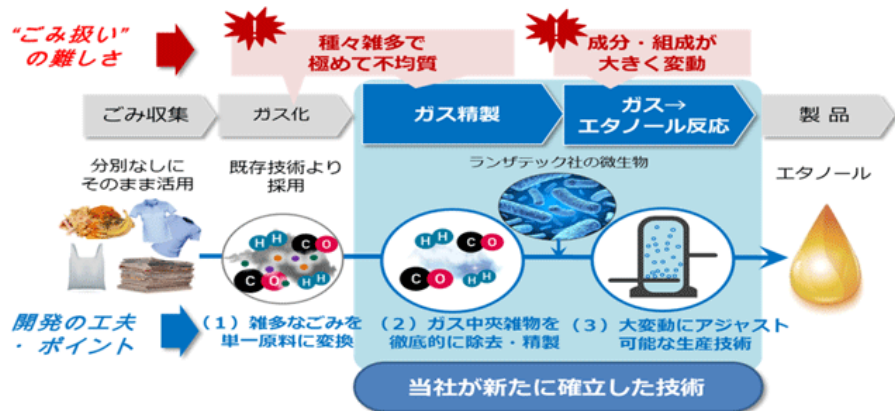 “ごみ扱い”
の難しさ
種々雑多で
極めて不均質
成分・組成が
大きく変動
ごみ収集
ガス化
ガス精製
ガス→
エタノール反応
製品
分別なしに
そのまま活用
既存技術より
採用
ランザテック社の微生物
エタノール
H H C O
C O H H
H H C O
C O H H
開発の工夫
・ポイント
(1)雑多なごみを
単一原料に変換
(2)ガス中夾雑物を
徹底的に除去・精製
(3)大変動にアジャスト
可能な生産技術
当社が新たに確立した技術